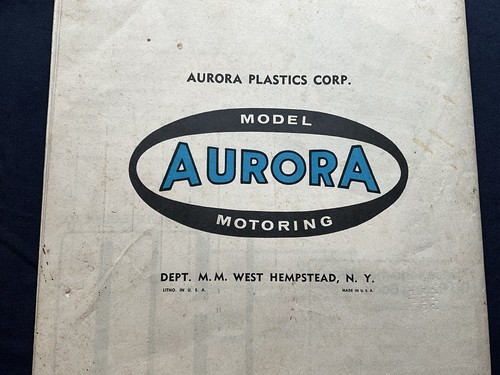 AURORA PLASTICS CORP.
MODEL
AURORA
MOTORING
DEPT. M. M. WEST HEMPSTEAD, N. Y.
LITHO. IN U. S. A. MADE IN U. S. A.